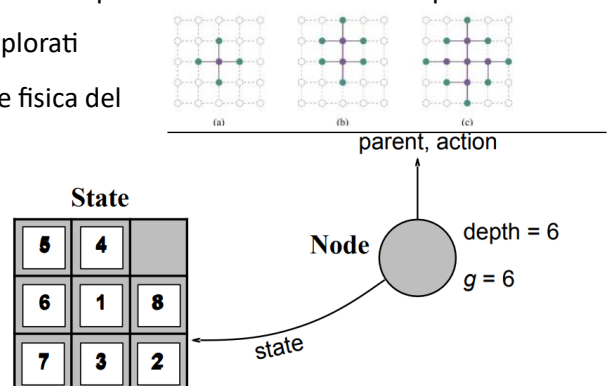 plorati
e fisica del
(a) (b) (c)
parent, action
State
Node
depth = 6
g = 6
5 4
6 1 8
7 3 2
state